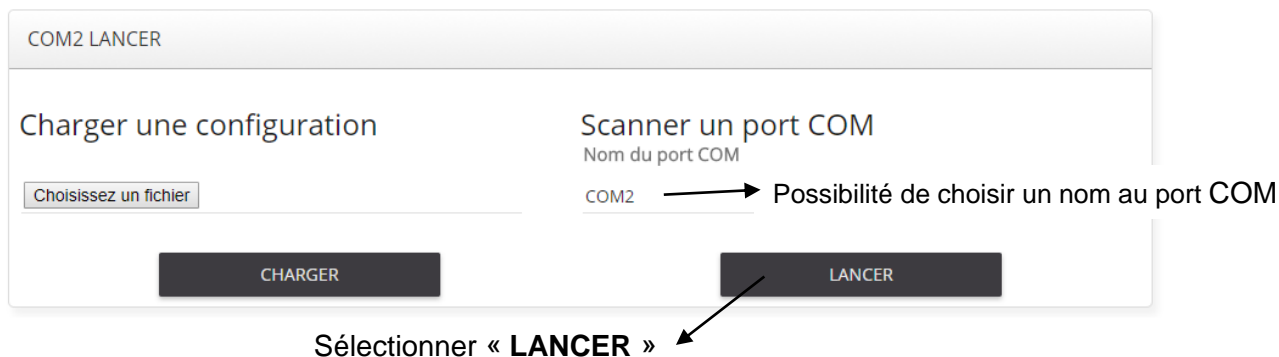 COM2 LANCER
Charger une configuration
Choisissez un fichier
CHARGER
Scanner un port COM
Nom du port COM
COM2
Possibilité de choisir un nom au port COM
LANCER
Sélectionner « LANCER »